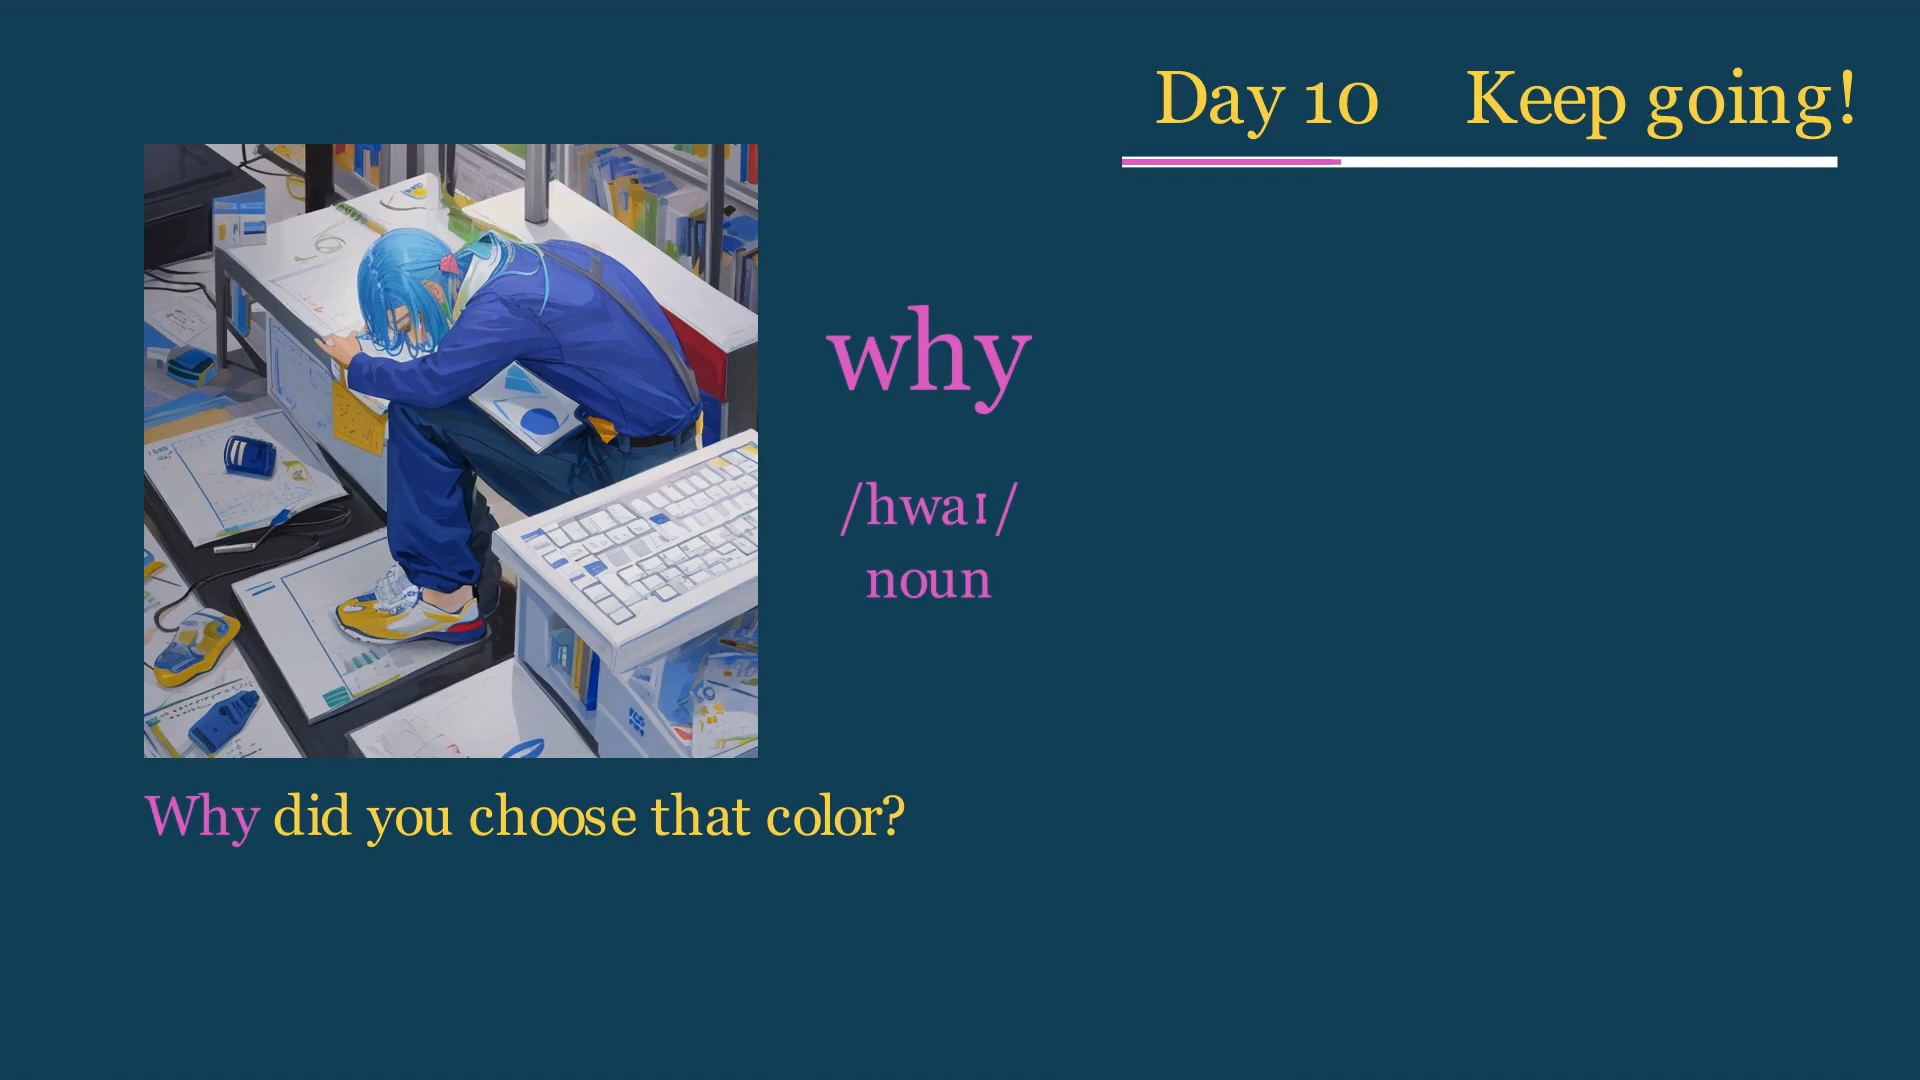 Day 10 Keep going!
why
/hwaɪ/
noun
Why did you choose that color?